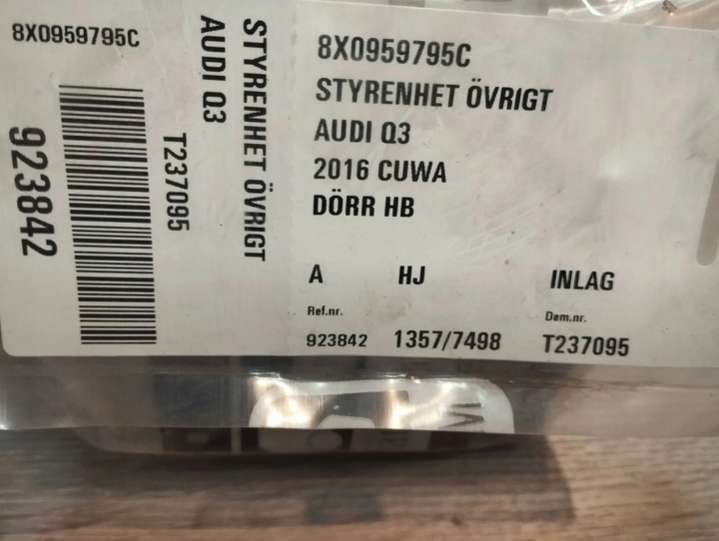 8X0959795C
923842
T237095
AUDI Q3
STYRENHET ÖVRIGT
8X0959795C
STYRENHET ÖVRIGT
AUDI Q3
2016 CUWA
DÖRR HB
A HJ INLAG
Ref.nr. Dem.nr.
923842 1357/7498 T237095